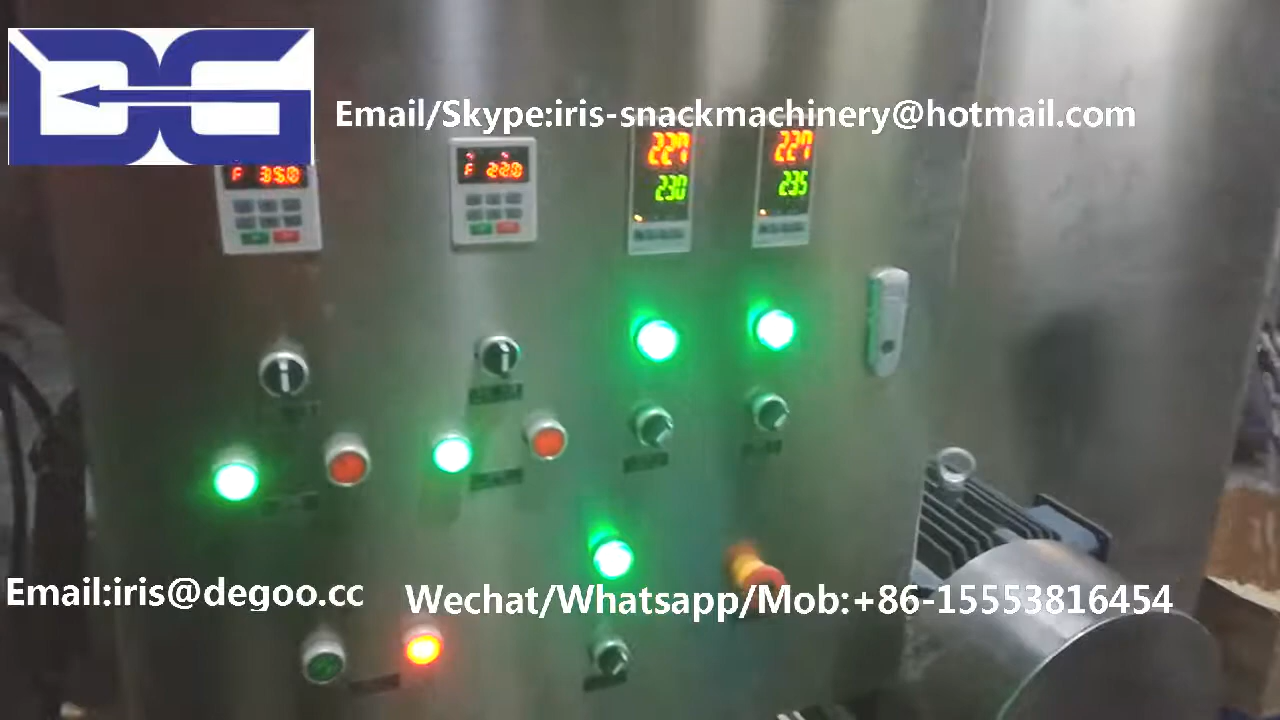 DG
Email/Skype:iris-snackmachinery@hotmail.com
F 35.0
F 22.0
227
230
227
235
Email:iris@degoo.cc
Wechat/Whatsapp/Mob:+86-15553816454